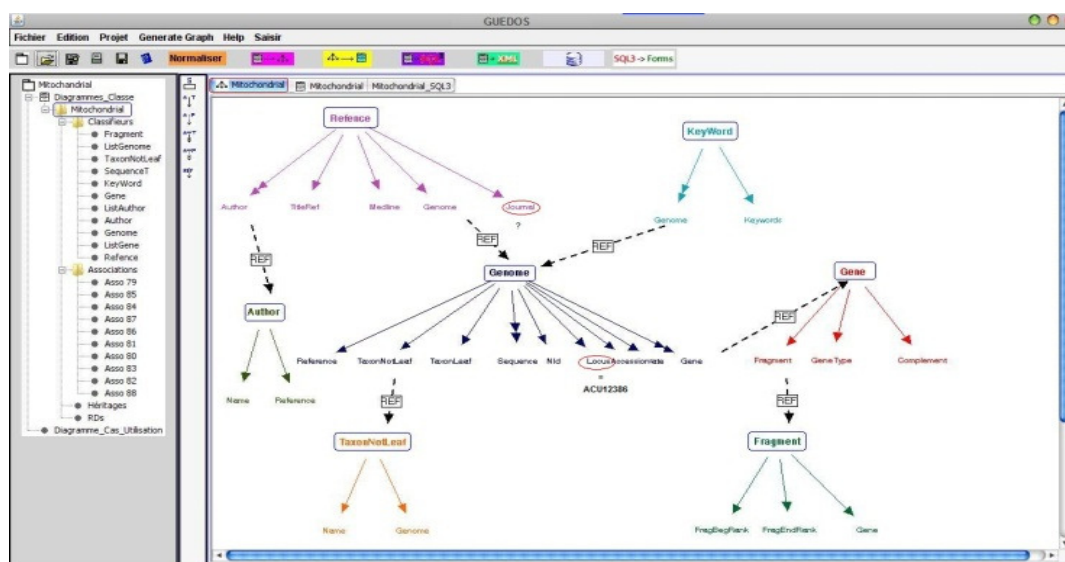 GUEDOS
Fichier Edition Projet Generate Graph Help Saisir
Normaliser
XML
SQL3 -> Forms
Mitochondrial
Diagrammes_Classe
Mitochondrial
Classifieurs
Fragment
ListGenome
TaxonNotLeaf
SequenceT
KeyWord
Gene
ListAuthor
Author
Genome
ListGene
Refence
Associations
Asso 79
Asso 85
Asso 84
Asso 87
Asso 86
Asso 81
Asso 80
Asso 83
Asso 82
Asso 88
Héritages
RDs
Diagramme_Cas_Utilisation
Mitochondrial Mitochondrial Mitochondrial_SQL3
Refence
KeyWord
Author TitleRef Medline Genome Journal
?
Genome Keywords
REF REF REF
Genome
Gene
Author
REF
Reference TaxonNotLeaf TaxonLeaf Sequence NId Locus Gene
Fragment GeneType Complement
=
ACU12386
Name Reference
REF REF
TaxonNotLeaf
Fragment
Name Genome
FragBegRank FragEndRank Gene